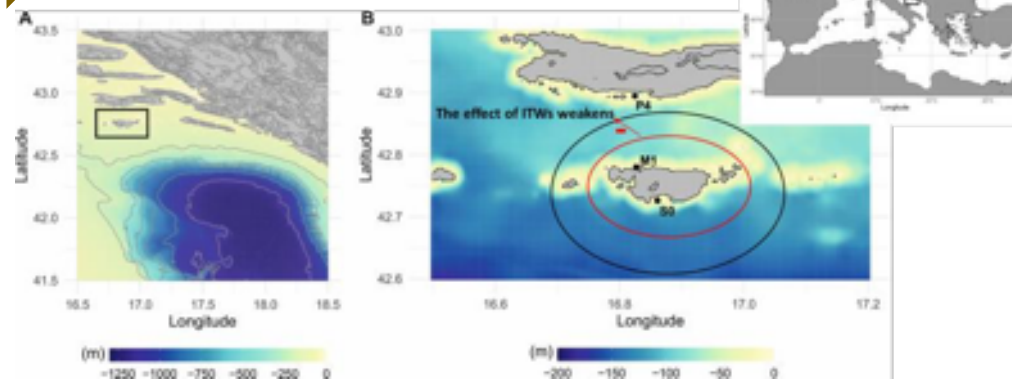 A
B
43.5
43.0
42.5
42.0
41.5
Latitude
16.5 17.0 17.5 18.0 18.5
Longitude
(m)
-1250 -1000 -750 -500 -250 0
43.0
42.9
42.8
42.7
42.6
Latitude
P4
The effect of ITWs weakens
M1
S0
16.6 16.8 17.0 17.2
Longitude
(m)
-200 -150 -100 -50 0
Longitude